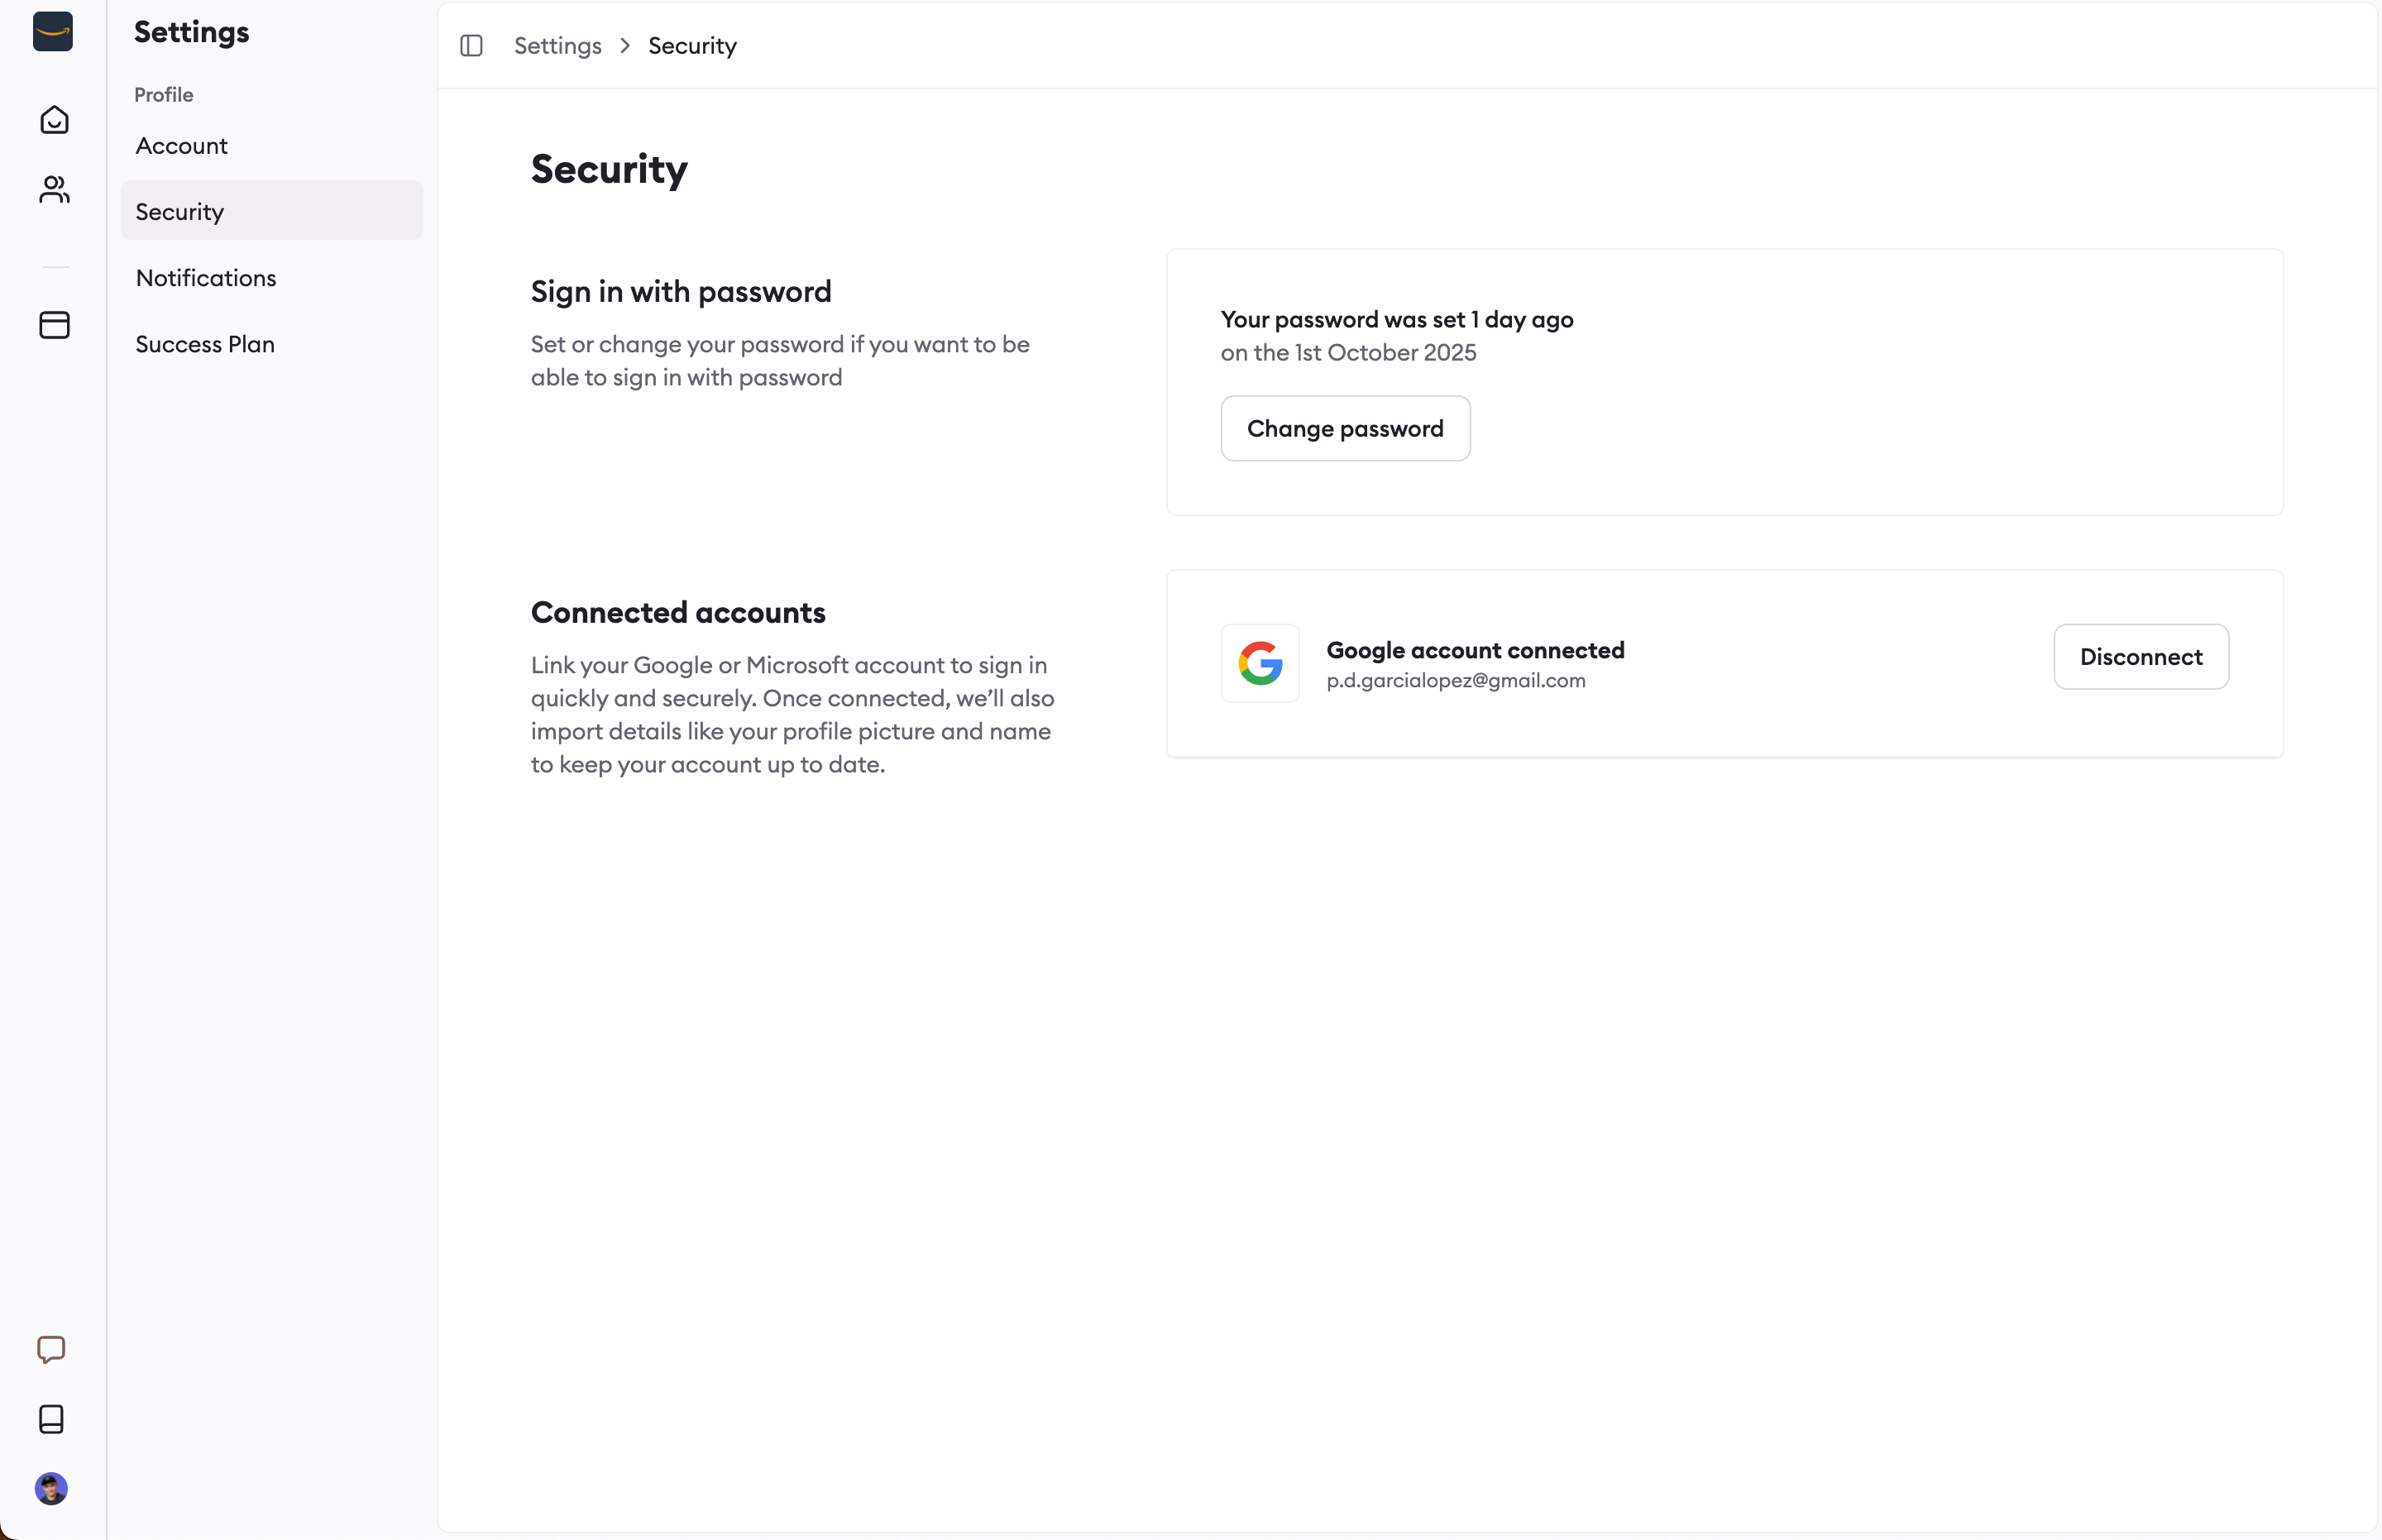 Settings
Profile
Account
Security
Notifications
Success Plan
Settings > Security
Security
Sign in with password
Set or change your password if you want to be
able to sign in with password
Your password was set 1 day ago
on the 1st October 2025
Change password
Connected accounts
Link your Google or Microsoft account to sign in
quickly and securely. Once connected, we’ll also
import details like your profile picture and name
to keep your account up to date.
Google account connected
p.d.garcialopez@gmail.com
Disconnect